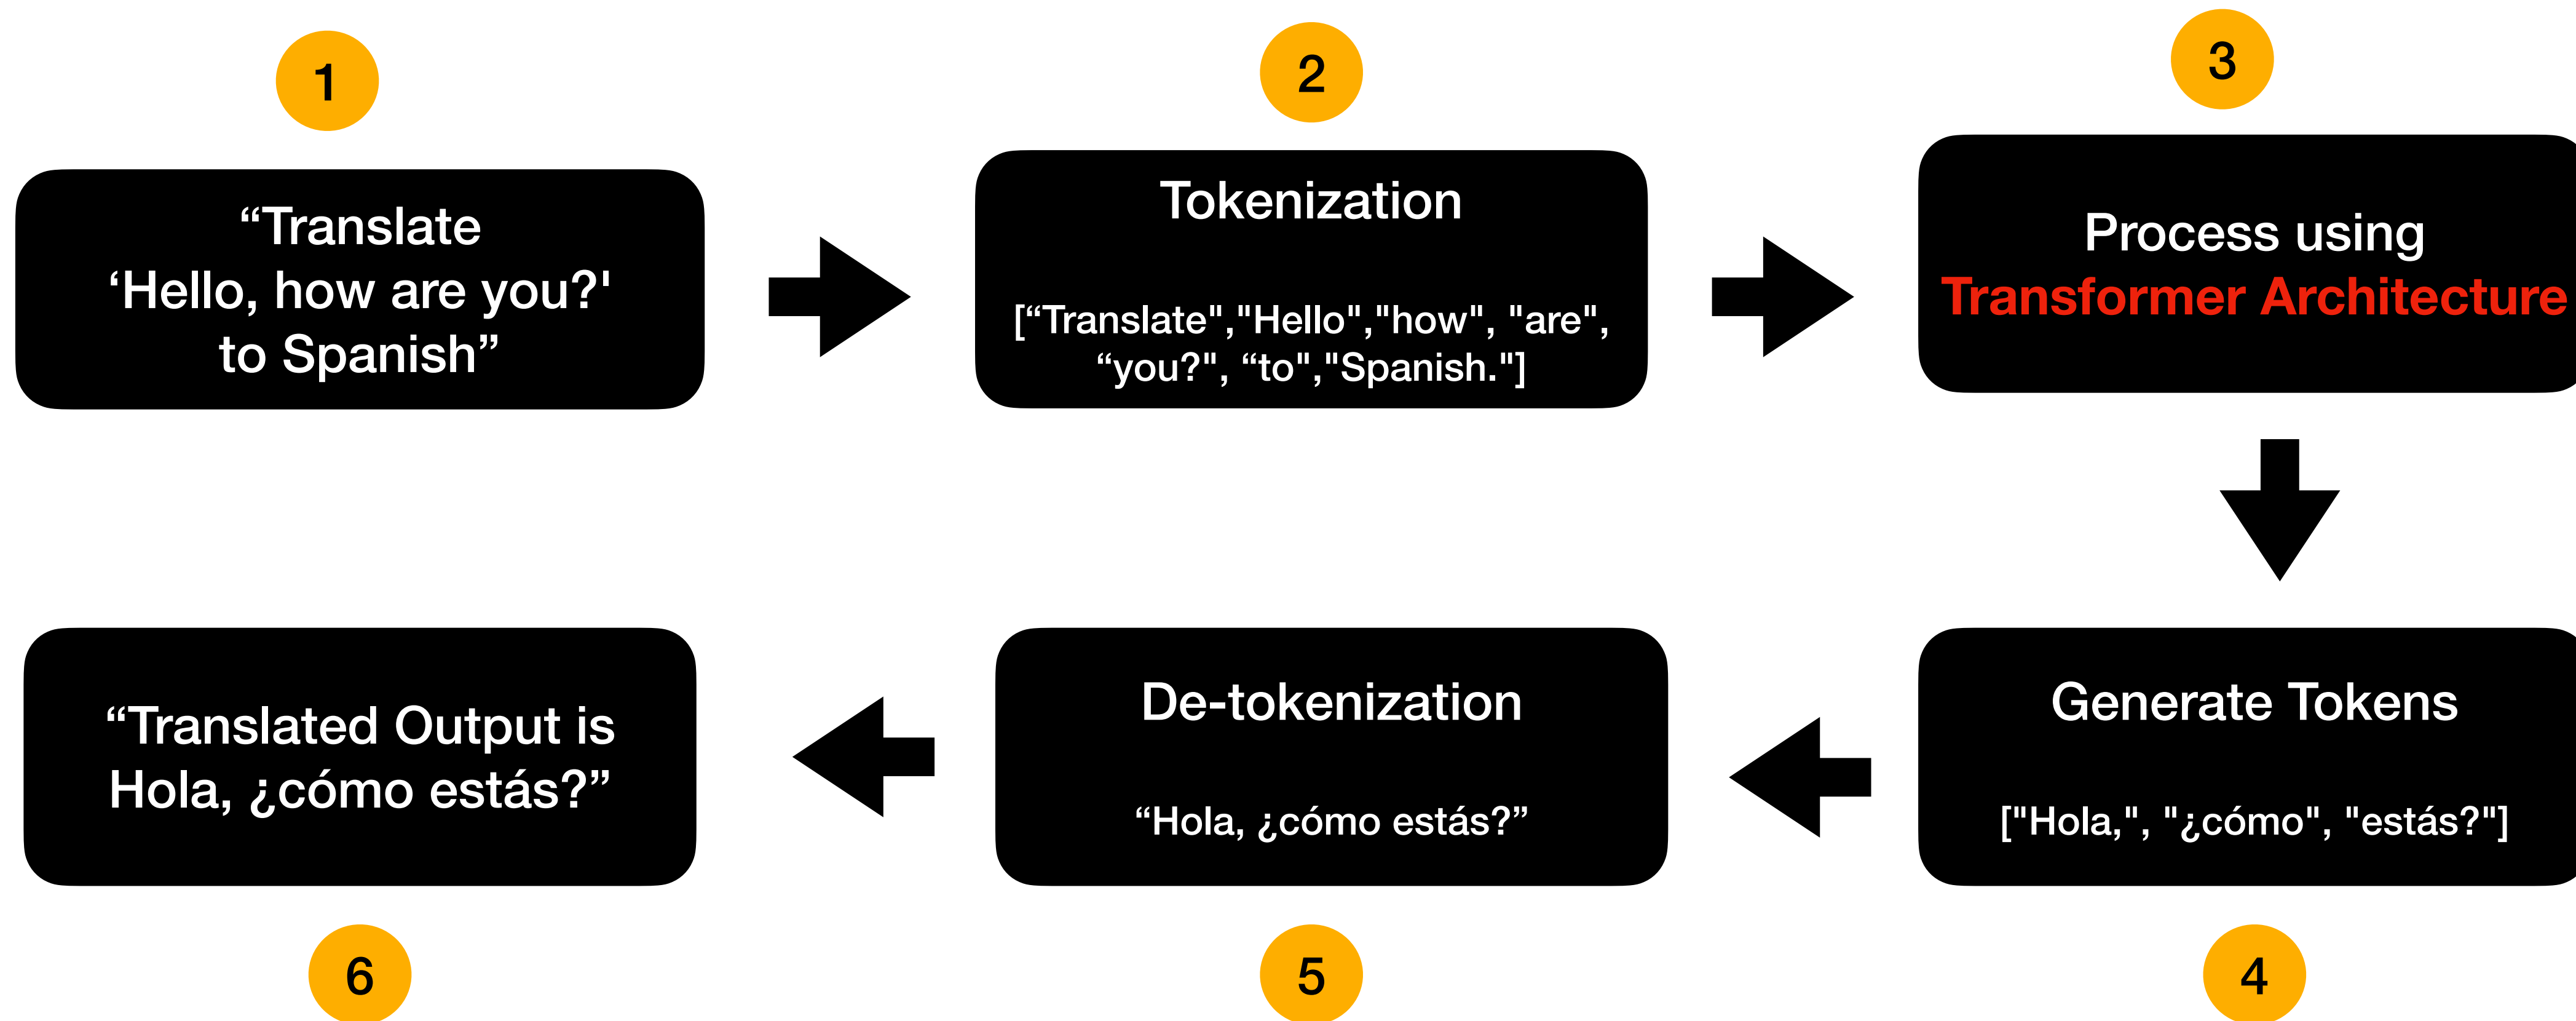 1
“Translate
‘Hello, how are you?'
to Spanish”
2
Tokenization
[“Translate","Hello","how", "are",
“you?", “to","Spanish."]
3
Process using
Transformer Architecture
Generate Tokens
["Hola,", "¿cómo", "estás?"]
4
De-tokenization
“Hola, ¿cómo estás?”
5
“Translated Output is
Hola, ¿cómo estás?”
6